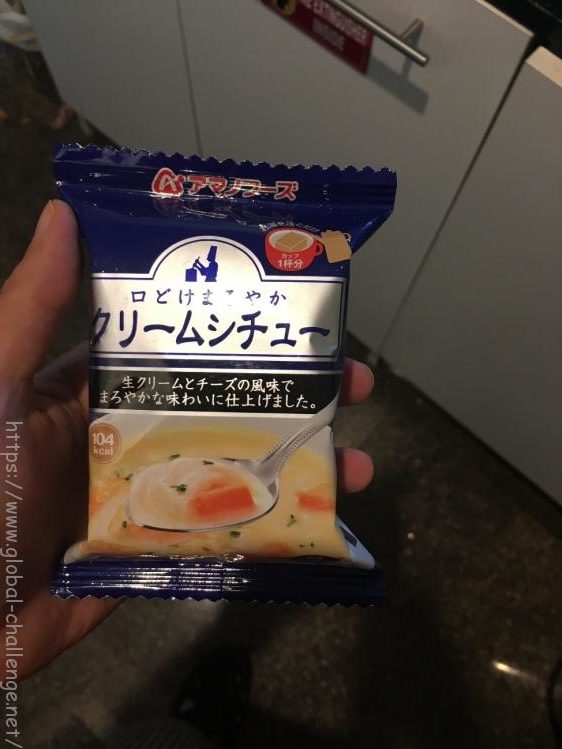 EXTINGUISHER
INSIDE
アマノフーズ
カップ
1杯分
口どけまろやか
クリームシチュー
生クリームとチーズの風味で
まろやかな味わいに仕上げました。
104
kcal
https://www.global-challenge.net/